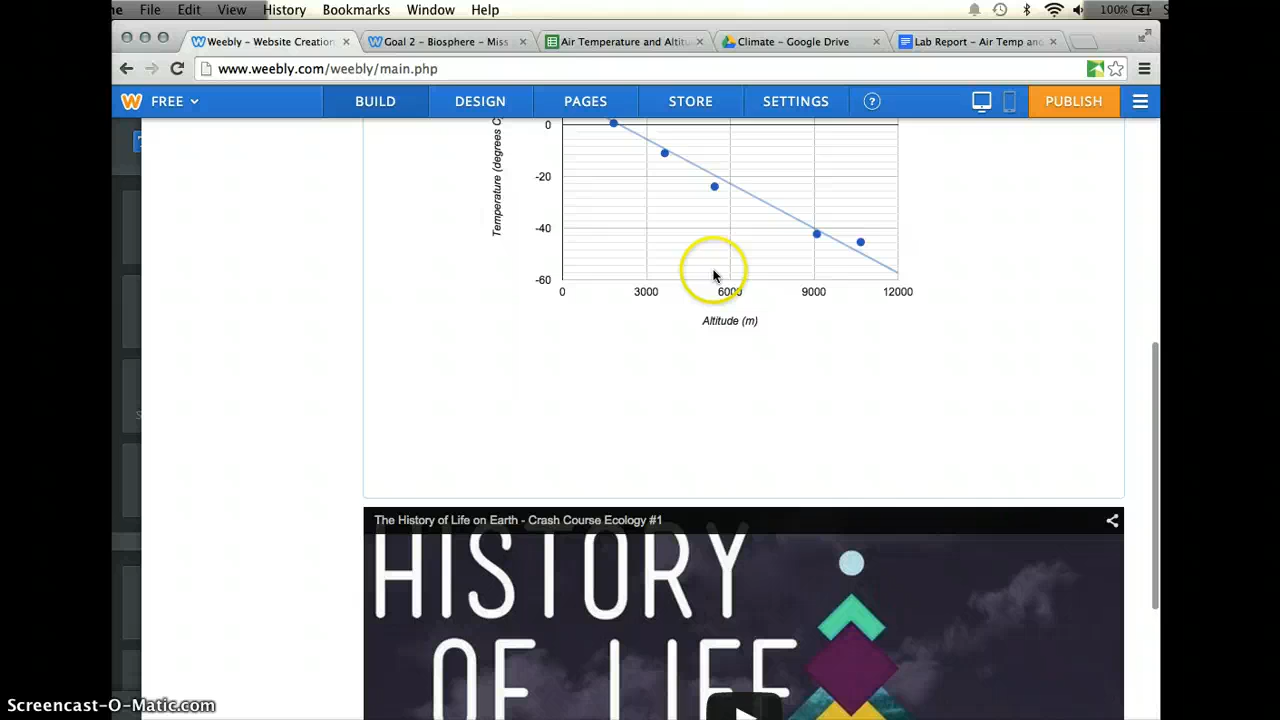 me File Edit View History Bookmarks Window Help 100%
Weebly - Website Creation × Goal 2 - Biosphere - Miss × Air Temperature and Altitu × Climate - Google Drive × Lab Report - Air Temp and ×
www.weebly.com/weebly/main.php
W FREE BUILD DESIGN PAGES STORE SETTINGS ? PUBLISH
Temperature (degrees C
0
-20
-40
-60
0 3000 6000 9000 12000
Altitude (m)
The History of Life on Earth - Crash Course Ecology #1
HISTORY
OF LIFE
Screencast-O-Matic.com